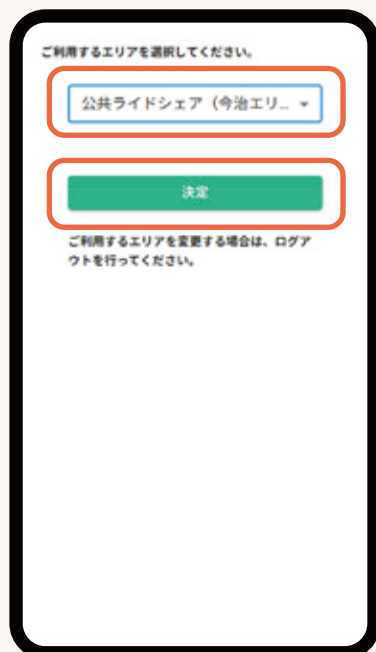 ご利用するエリアを選択してください。
公共ライドシェア（今治エリ...
決定
ご利用するエリアを変更する場合は、ログア
ウトを行ってください。